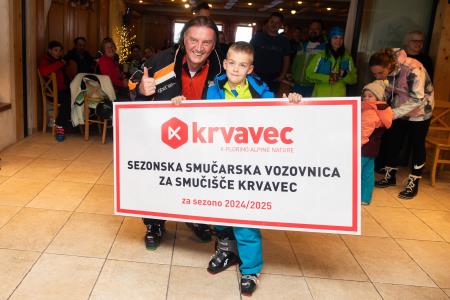 krvavec
X-PLORING ALPINE NATURE
SEZONSKA SMUČARSKA VOZOVNICA
ZA SMUČIŠČE KRVAVEC
za sezono 2024/2025